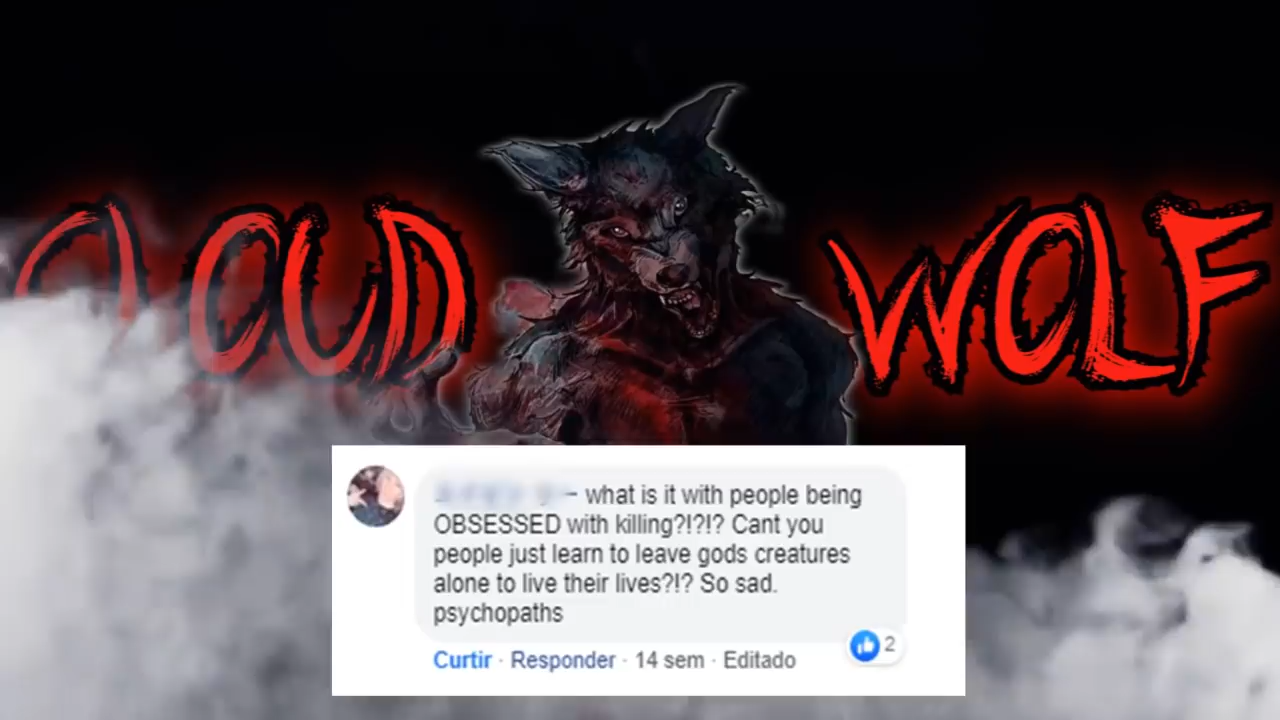 CLOUD WOLF
- what is it with people being
OBSESSED with killing?!?!? Cant you
people just learn to leave gods creatures
alone to live their lives?!? So sad.
psychopaths
Curtir · Responder · 14 sem · Editado
2